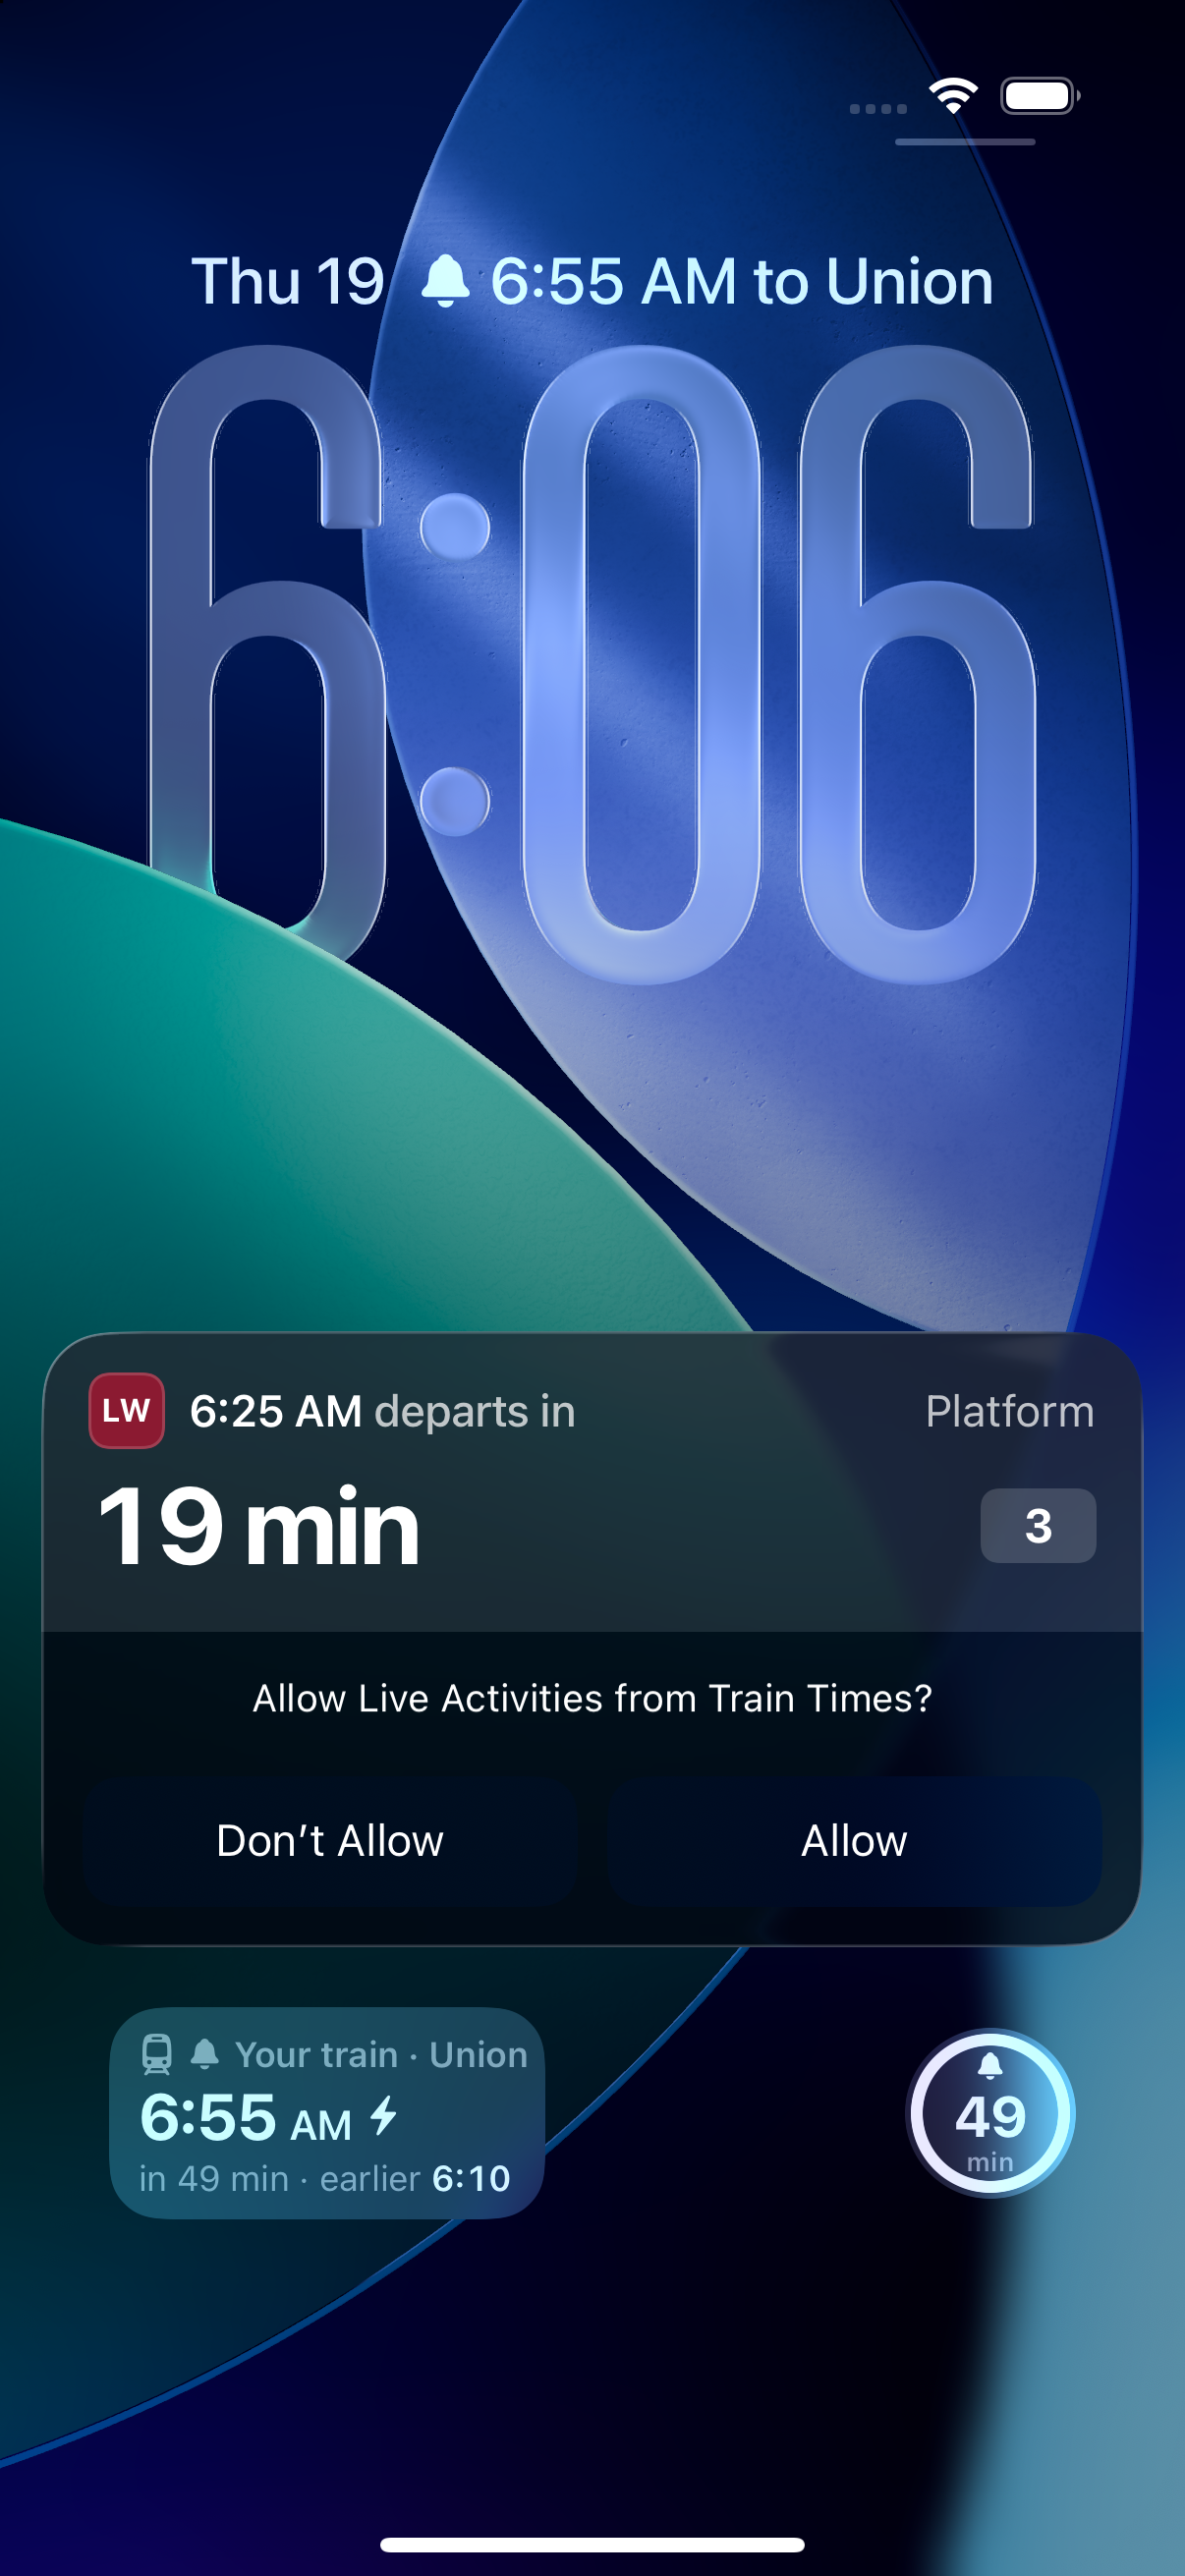 Thu 19 6:55 AM to Union
6:06
LW 6:25 AM departs in
Platform
19 min
3
Allow Live Activities from Train Times?
Don’t Allow
Allow
Your train · Union
6:55 AM
in 49 min · earlier 6:10
49
min